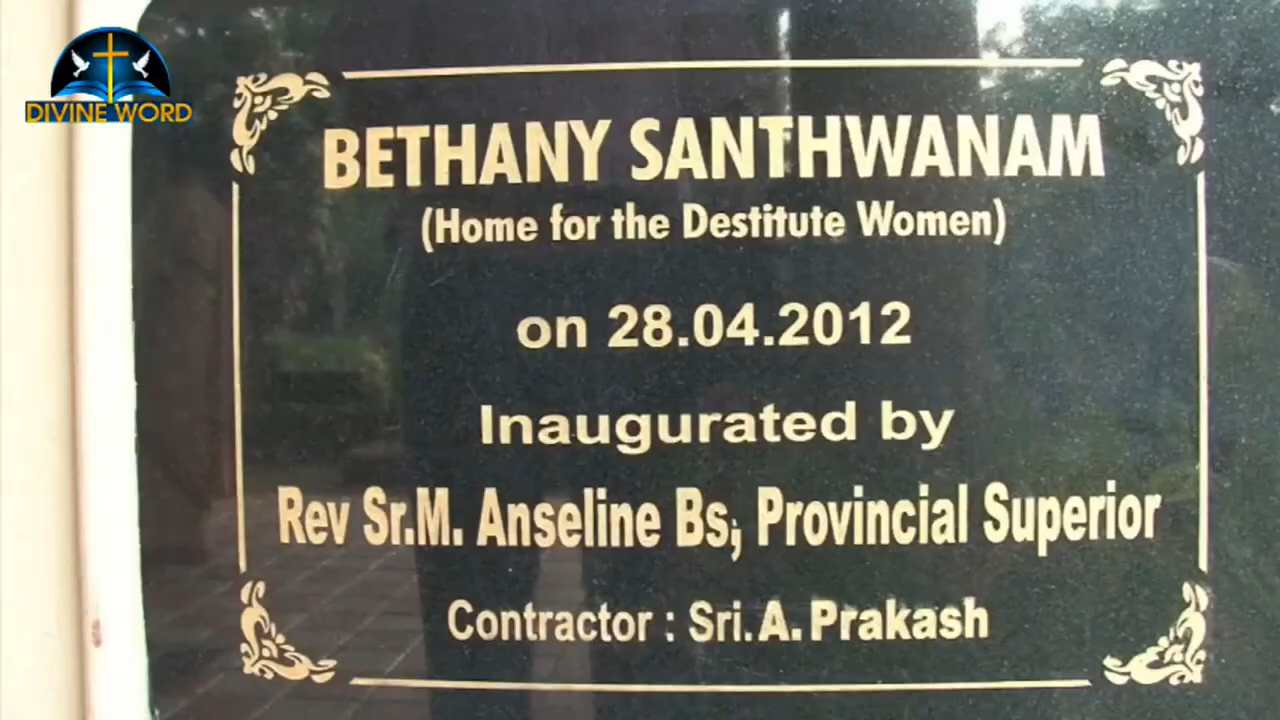 DIVINE WORD
BETHANY SANTHWANAM
(Home for the Destitute Women)
on 28.04.2012
Inaugurated by
Rev Sr.M. Anseline Bs, Provincial Superior
Contractor : Sri. A. Prakash